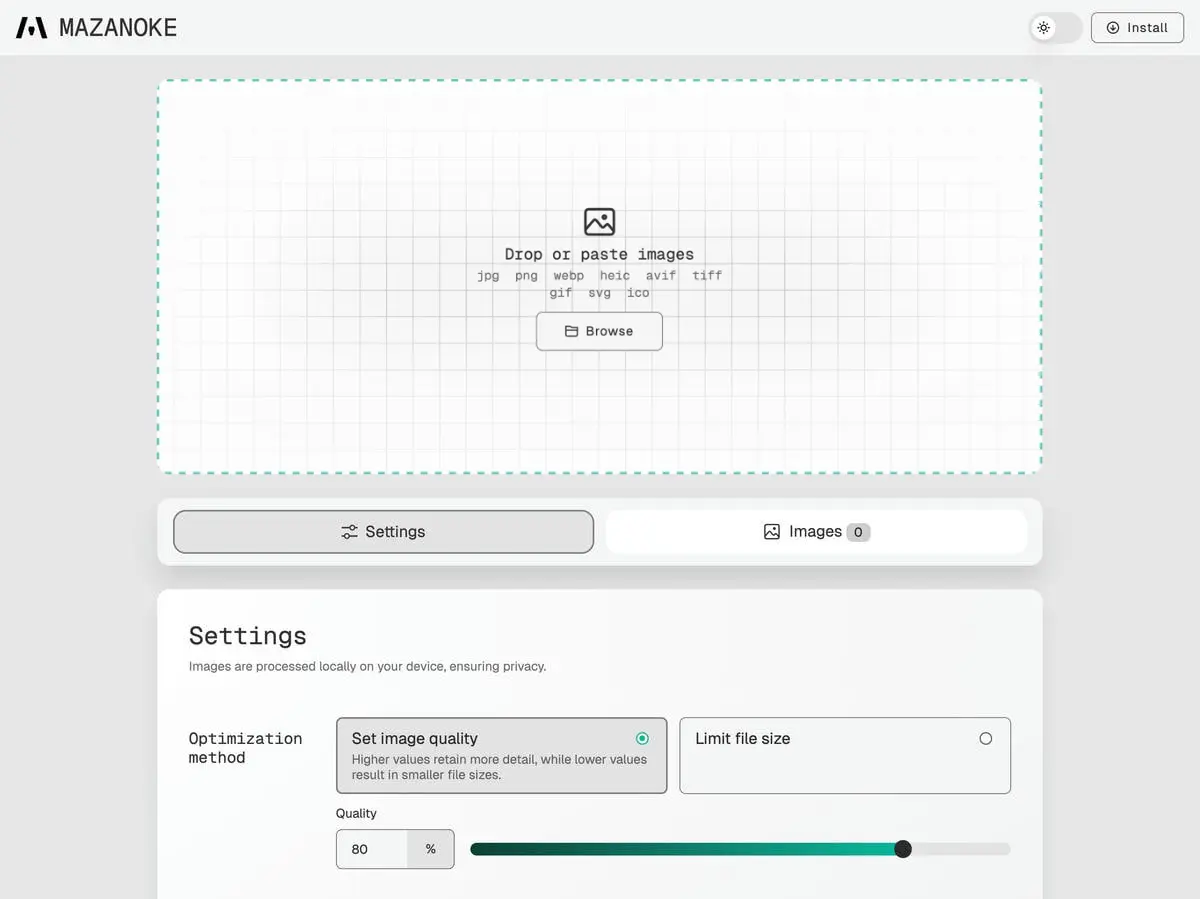 MAZANOKE
Install
Drop or paste images
jpg png webp heic avif tiff
gif svg ico
Browse
Settings
Images 0
Settings
Images are processed locally on your device, ensuring privacy.
Optimization
method
Set image quality
Higher values retain more detail, while lower values
result in smaller file sizes.
Limit file size
Quality
80 %